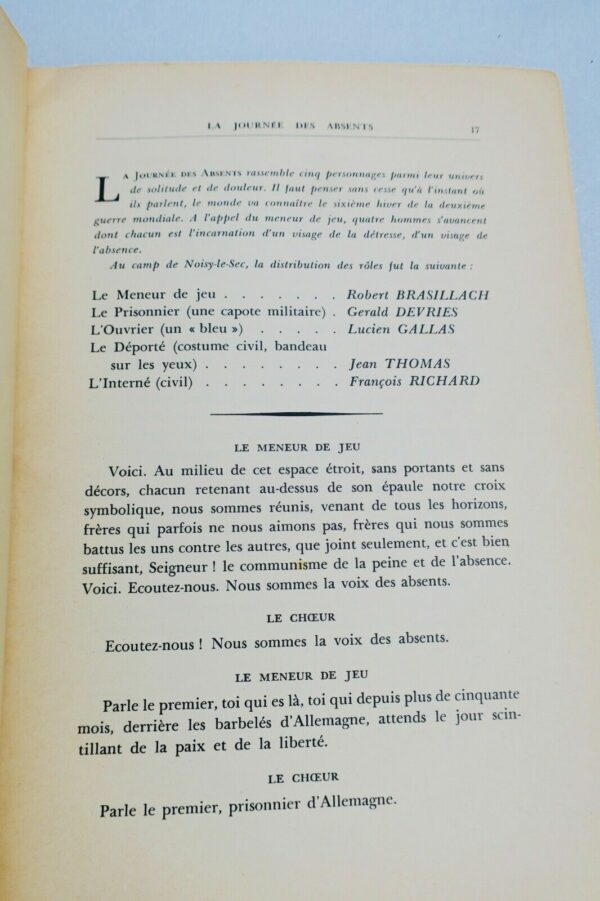 LA JOURNÉE DES ABSENTS 17
LA JOURNÉE DES ABSENTS rassemble cinq personnages parmi leur univers
de solitude et de douleur. Il faut penser sans cesse qu'à l'instant où
ils parlent, le monde va connaître le sixième hiver de la deuxième
guerre mondiale. A l'appel du meneur de jeu, quatre hommes s'avancent
dont chacun est l'incarnation d'un visage de la détresse, d'un visage de
l'absence.
Au camp de Noisy-le-Sec, la distribution des rôles fut la suivante :
Le Meneur de jeu . . . . . . . Robert BRASILLACH
Le Prisonnier (une capote militaire) . Gerald DEVRIES
L'Ouvrier (un « bleu ») . . . . . Lucien GALLAS
Le Déporté (costume civil, bandeau
sur les yeux) . . . . . . . . Jean THOMAS
L'Interné (civil) . . . . . . . . François RICHARD
LE MENEUR DE JEU
Voici. Au milieu de cet espace étroit, sans portants et sans
décors, chacun retenant au-dessus de son épaule notre croix
symbolique, nous sommes réunis, venant de tous les horizons,
frères qui parfois ne nous aimons pas, frères qui nous sommes
battus les uns contre les autres, que joint seulement, et c'est bien
suffisant, Seigneur ! le communisme de la peine et de l'absence.
Voici. Ecoutez-nous. Nous sommes la voix des absents.
LE CHŒUR
Ecoutez-nous ! Nous sommes la voix des absents.
LE MENEUR DE JEU
Parle le premier, toi qui es là, toi qui depuis plus de cinquante
mois, derrière les barbelés d'Allemagne, attends le jour scin-
tillant de la paix et de la liberté.
LE CHŒUR
Parle le premier, prisonnier d'Allemagne.